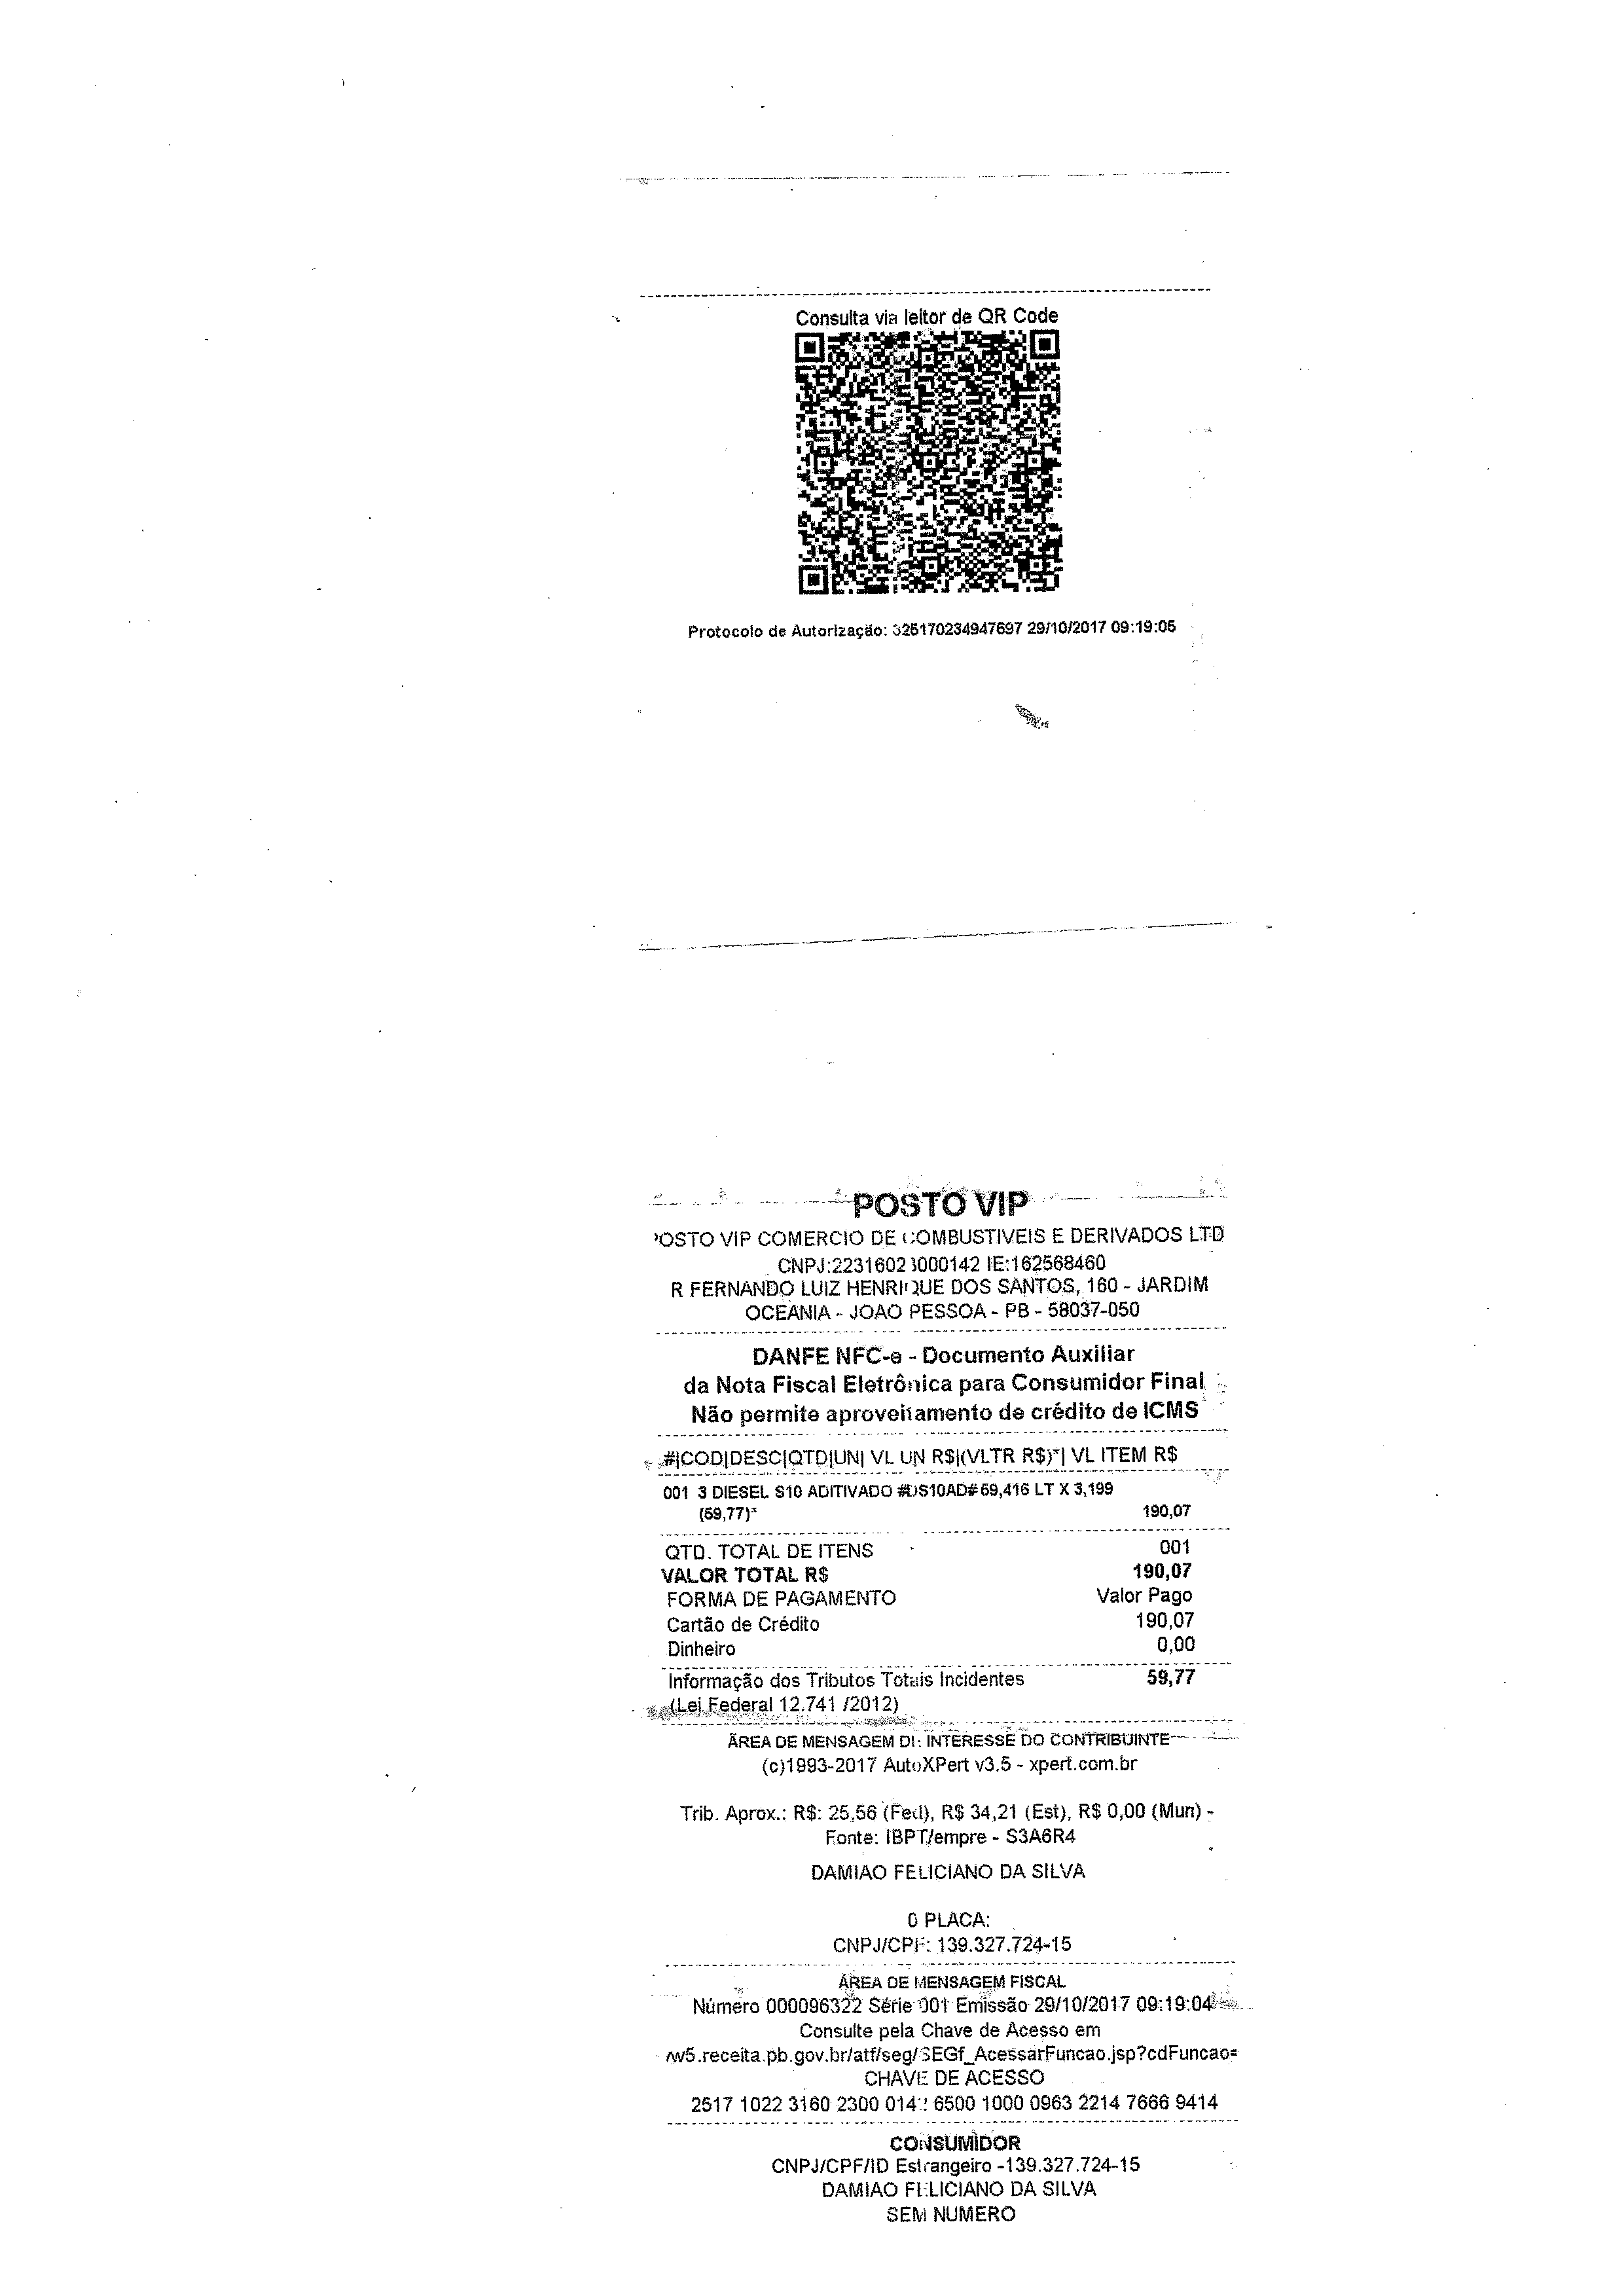 Consulta via leitor de QR Code
Protocolo de Autorização: 325170234947697 29/10/2017 09:19:05
POSTO VIP
OSTO VIP COMERCIO DE COMBUSTIVEIS E DERIVADOS LTD
CNPJ:22316023000142 IE:162568460
R FERNANDO LUIZ HENRIQUE DOS SANTOS, 160 - JARDIM
OCEANIA - JOAO PESSOA - PB - 58037-050
DANFE NFC-e - Documento Auxiliar
da Nota Fiscal Eletrônica para Consumidor Final
Não permite aproveitamento de crédito de ICMS
#|COD|DESC|QTD|UN| VL UN R$|(VLTR R$)*| VL ITEM R$
001 3 DIESEL S10 ADITIVADO #DS10AD# 59,416 LT X 3,199
(59,77)* 190,07
QTD. TOTAL DE ITENS 001
VALOR TOTAL R$ 190,07
FORMA DE PAGAMENTO Valor Pago
Cartão de Crédito 190,07
Dinheiro 0,00
Informação dos Tributos Totais Incidentes 59,77
(Lei Federal 12.741 /2012)
ÁREA DE MENSAGEM DE INTERESSE DO CONTRIBUINTE
(c)1993-2017 AutoXPert v3.5 - xpert.com.br
Trib. Aprox.: R$: 25,56 (Fed), R$ 34,21 (Est), R$ 0,00 (Mun) -
Fonte: IBPT/empre - S3A6R4
DAMIAO FELICIANO DA SILVA
0 PLACA:
CNPJ/CPF: 139.327.724-15
ÁREA DE MENSAGEM FISCAL
Número 000096322 Série 001 Emissão 29/10/2017 09:19:04
Consulte pela Chave de Acesso em
w5.receita.pb.gov.br/atf/seg/SEGf_AcessarFuncao.jsp?cdFuncao=
CHAVE DE ACESSO
2517 1022 3160 2300 0142 6500 1000 0963 2214 7666 9414
CONSUMIDOR
CNPJ/CPF/ID Estrangeiro -139.327.724-15
DAMIAO FELICIANO DA SILVA
SEM NUMERO